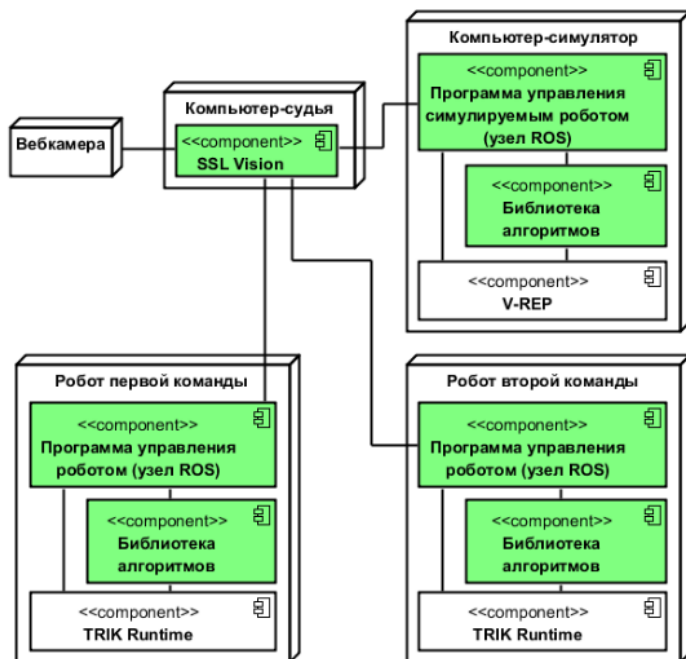 Компьютер-симулятор
<<component>>
Программа управления
симулируемым роботом
(узел ROS)
<<component>>
Библиотека
алгоритмов
<<component>>
V-REP
Компьютер-судья
<<component>>
SSL Vision
Вебкамера
Робот первой команды
<<component>>
Программа управления
роботом (узел ROS)
<<component>>
Библиотека
алгоритмов
<<component>>
TRIK Runtime
Робот второй команды
<<component>>
Программа управления
роботом (узел ROS)
<<component>>
Библиотека
алгоритмов
<<component>>
TRIK Runtime